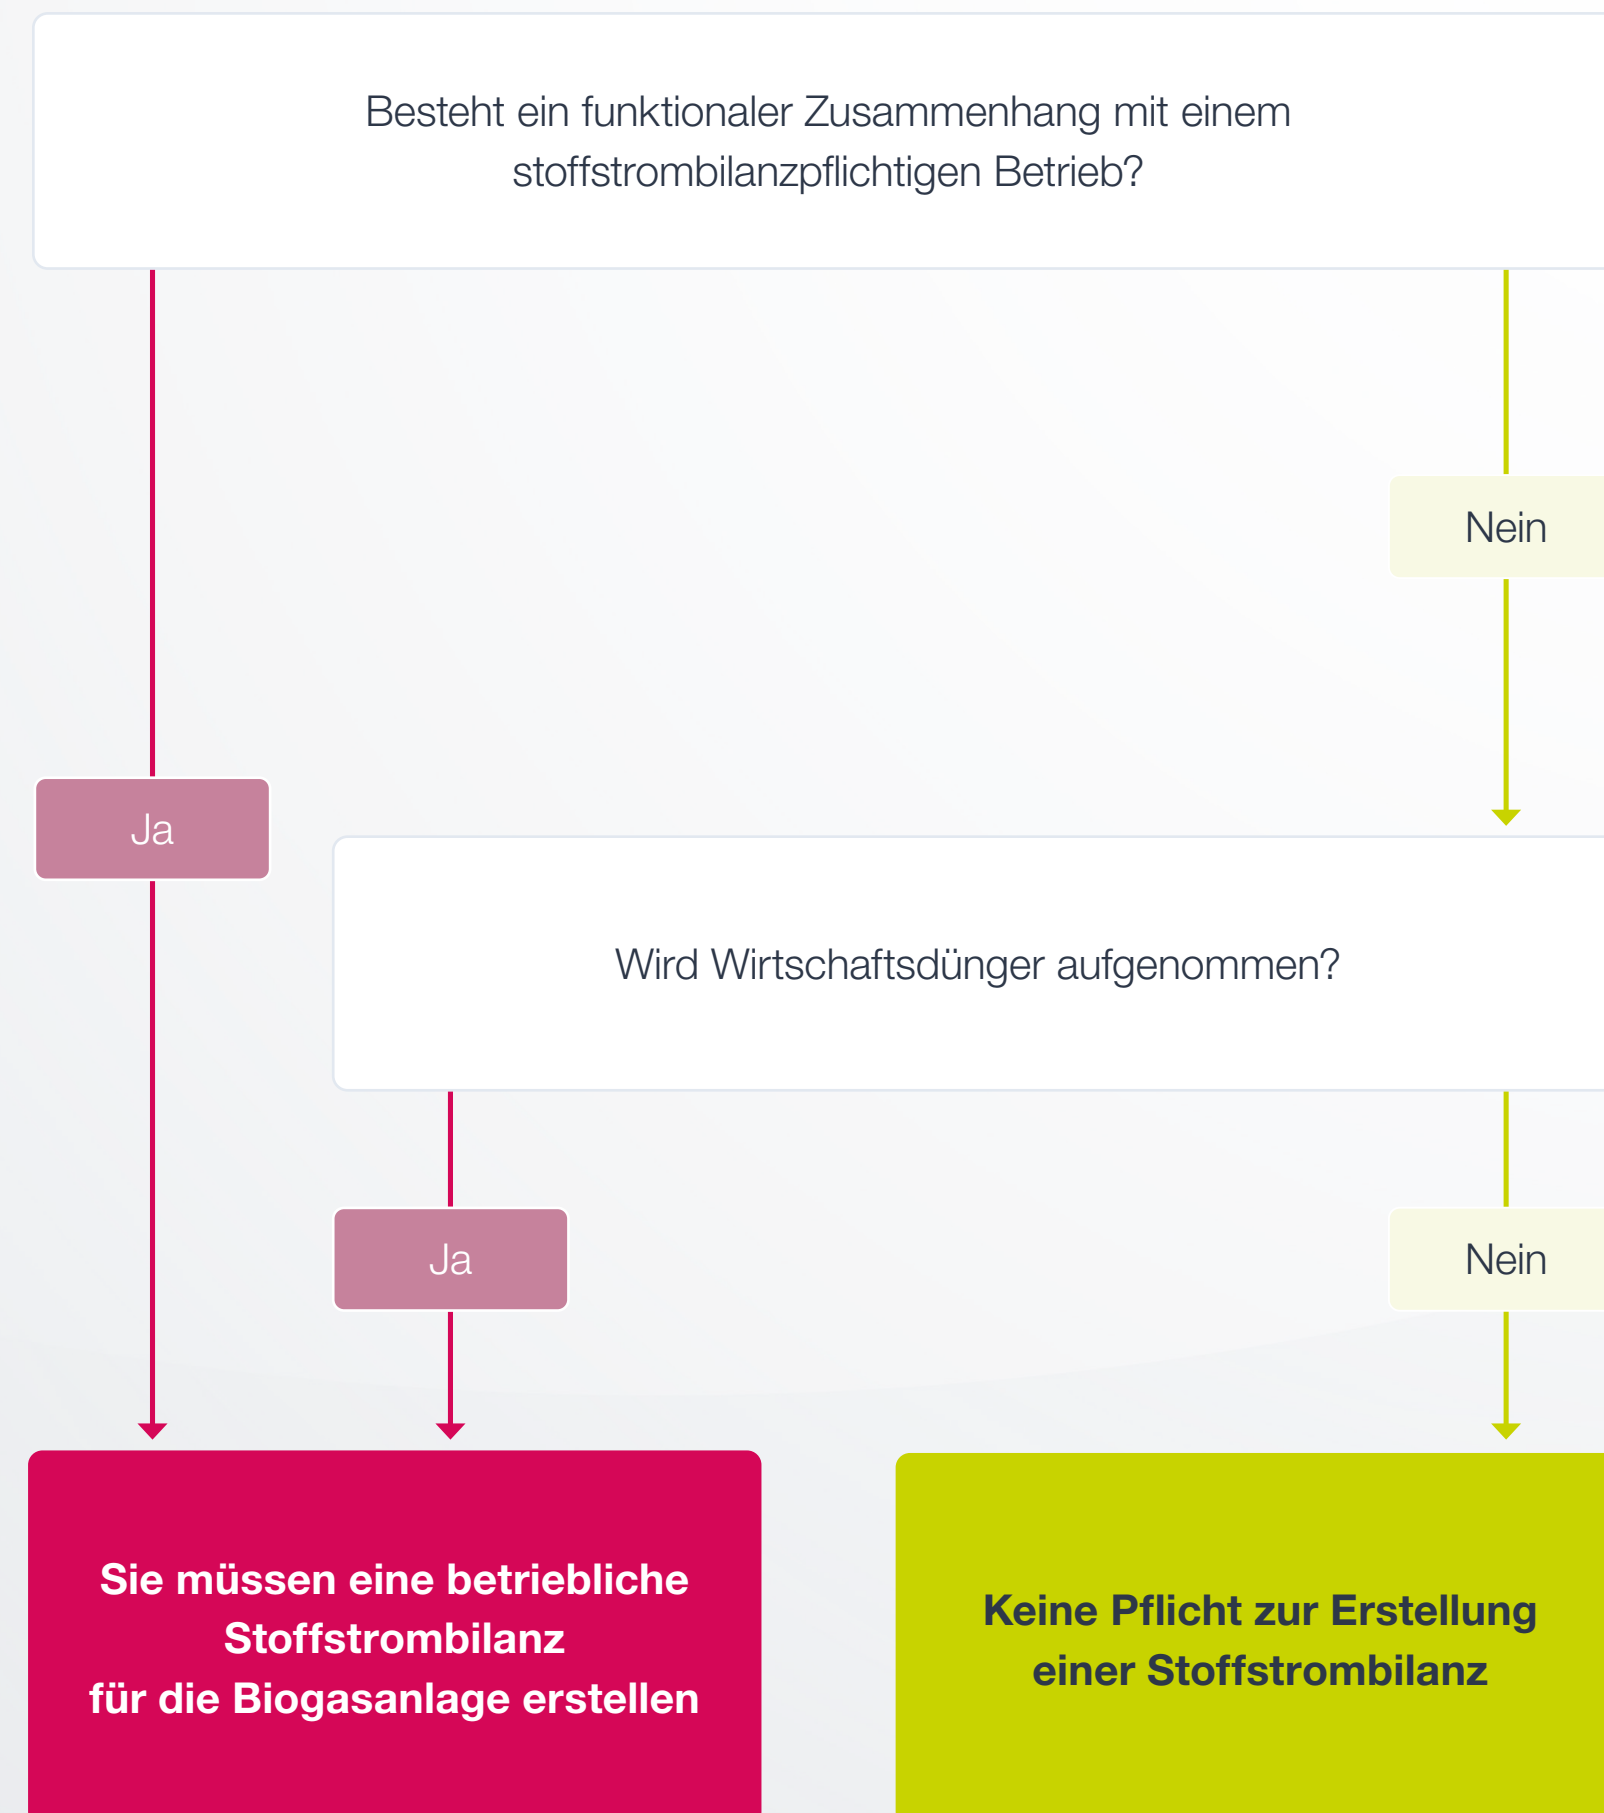 Besteht ein funktionaler Zusammenhang mit einem
stoffstrombilanzpflichtigen Betrieb?
Nein
Ja
Wird Wirtschaftsdünger aufgenommen?
Ja
Nein
Sie müssen eine betriebliche
Stoffstrombilanz
für die Biogasanlage erstellen
Keine Pflicht zur Erstellung
einer Stoffstrombilanz